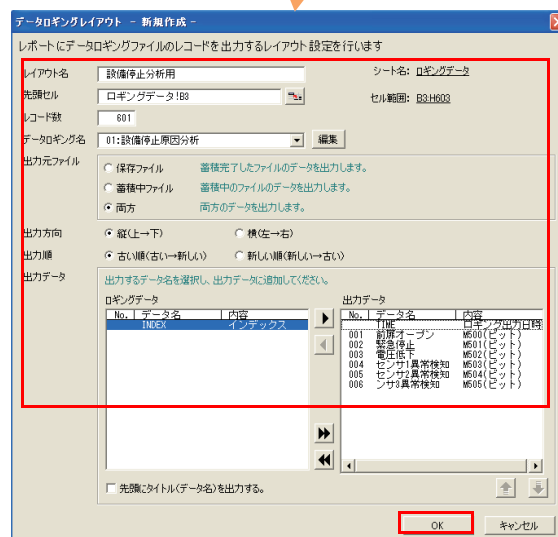 データロギングレイアウト － 新規作成 －
レポートにデータロギングファイルのレコードを出力するレイアウト設定を行います
レイアウト名 設備停止分析用 シート名: ロギングデータ
先頭セル ロギングデータ!B3 セル範囲: B3:H603
レコード数 601
データロギング名 01:設備停止原因分析 編集
出力元ファイル 保存ファイル 蓄積完了したファイルのデータを出力します。
蓄積中ファイル 蓄積中のファイルのデータを出力します。
両方 両方のデータを出力します。
出力方向 縦(上→下) 横(左→右)
出力順 古い順(古い→新しい) 新しい順(新しい→古い)
出力データ 出力するデータ名を選択し、出力データに追加してください。
ロギングデータ 出力データ
No. データ名 内容 No. データ名 内容
INDEX インデックス TIME ロギング出力日時
001 前扉オープン M500(ビット)
002 緊急停止 M501(ビット)
003 電圧低下 M502(ビット)
004 センサ1異常検知 M503(ビット)
005 センサ2異常検知 M504(ビット)
006 ンサ3異常検知 M505(ビット)
先頭にタイトル(データ名)を出力する。
OK キャンセル